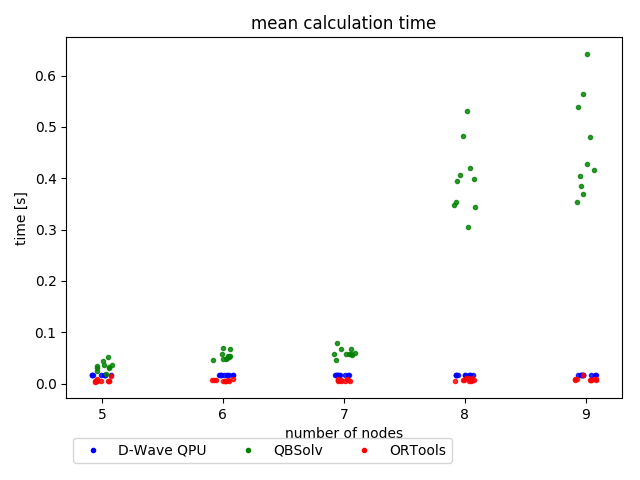 mean calculation time
time [s]
0.6
0.5
0.4
0.3
0.2
0.1
0.0
5 6 7 8 9
number of nodes
D-Wave QPU QBSolv ORTools